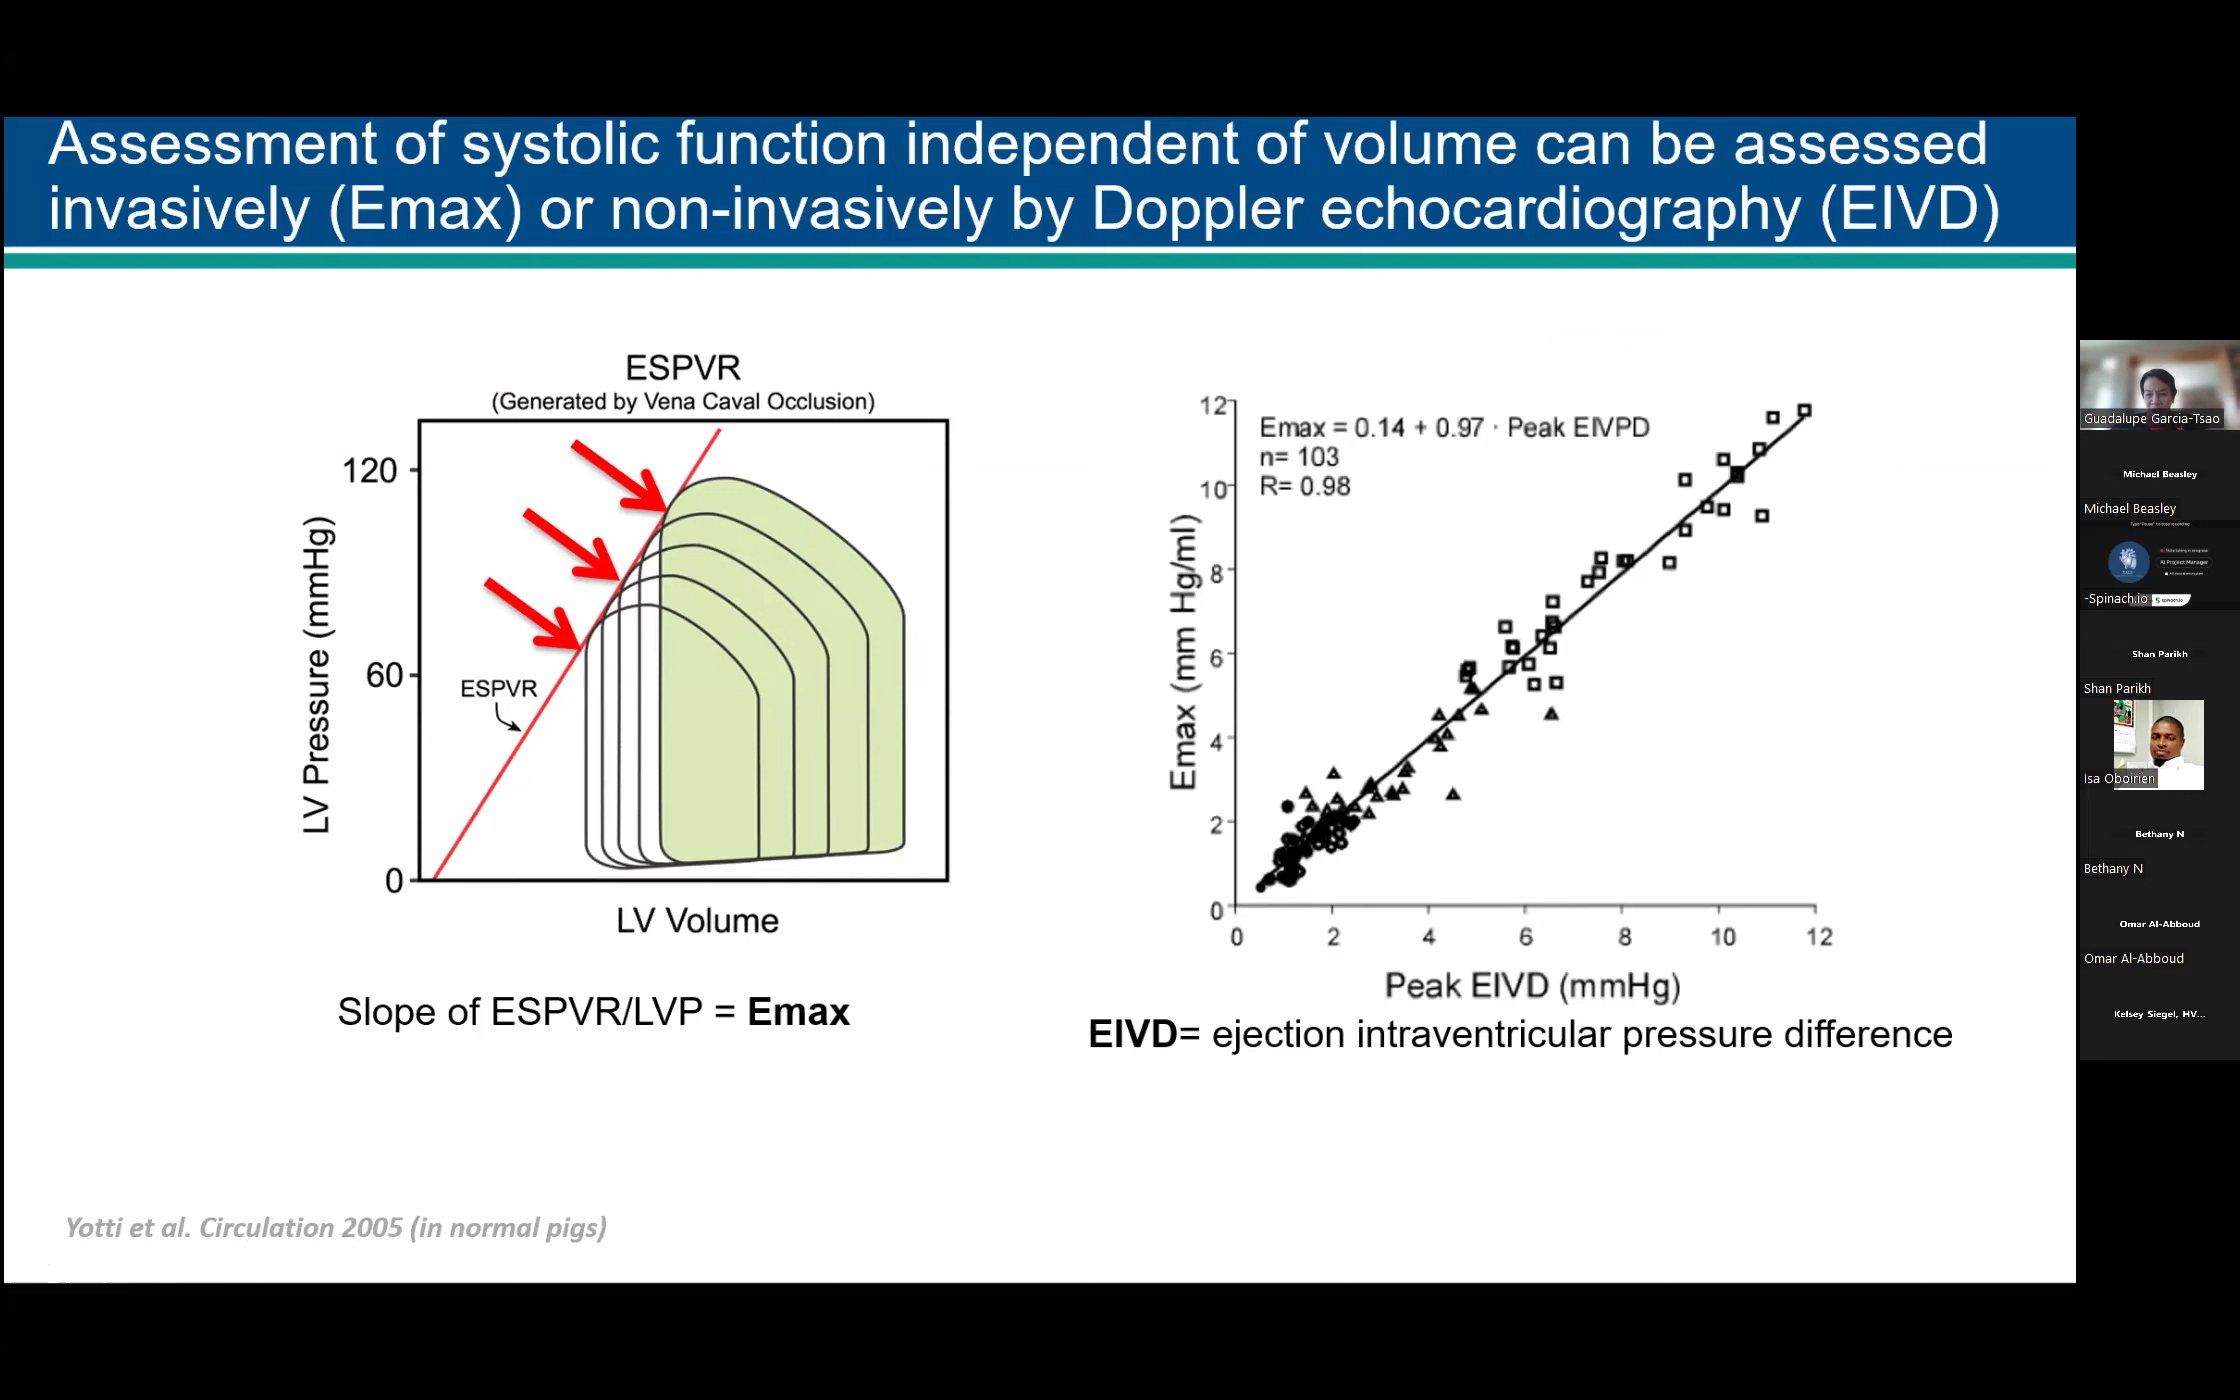 Assessment of systolic function independent of volume can be assessed
invasively (Emax) or non-invasively by Doppler echocardiography (EIVD)
ESPVR
(Generated by Vena Caval Occlusion)
120
60
0
LV Pressure (mmHg)
ESPVR
LV Volume
Slope of ESPVR/LVP = Emax
Emax = 0.14 + 0.97 · Peak EIVPD
n= 103
R= 0.98
12
10
8
6
4
2
0
Emax (mm Hg/ml)
0 2 4 6 8 10 12
Peak EIVD (mmHg)
EIVD= ejection intraventricular pressure difference
Yotti et al. Circulation 2005 (in normal pigs)
Guadalupe Garcia-Tsao
Michael Beasley
Michael Beasley
AI Project Manager
-Spinach.io
spinach.io
Shan Parikh
Shan Parikh
Isa Oboirien
Bethany N
Bethany N
Omar Al-Abboud
Omar Al-Abboud
Kelsey Siegel, HV...